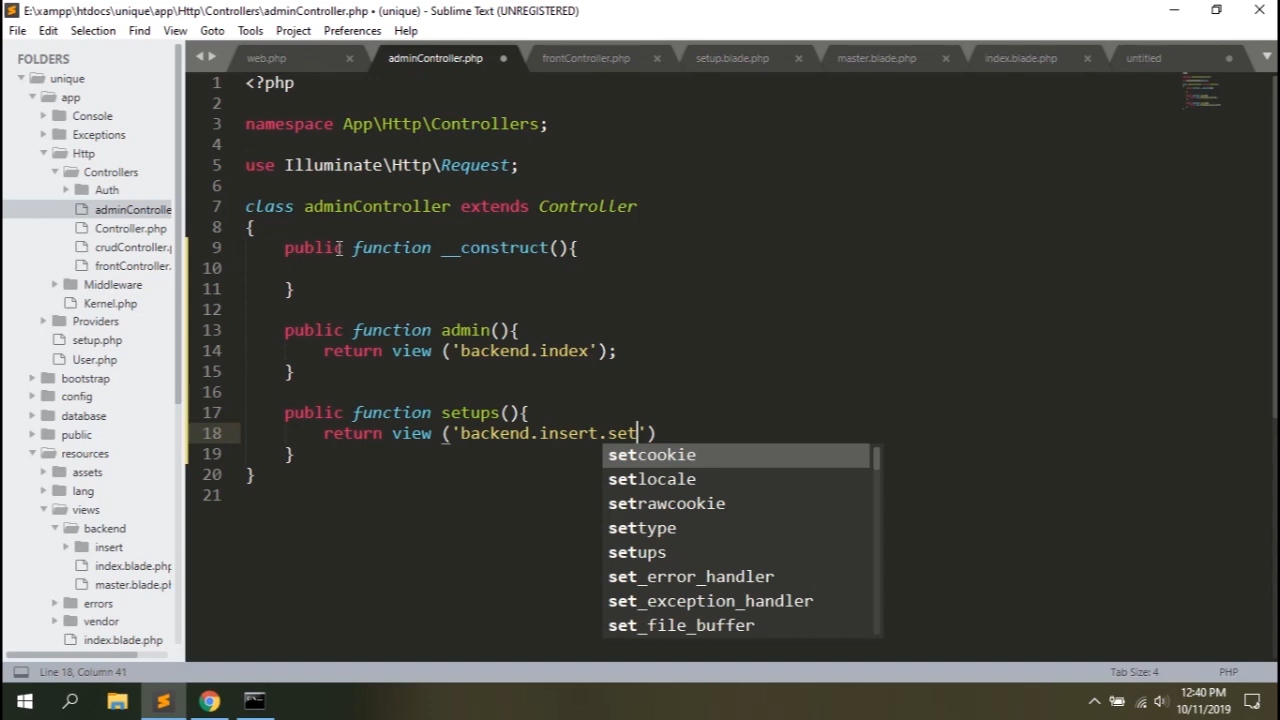 E:\xampp\htdocs\unique\app\Http\Controllers\adminController.php • (unique) - Sublime Text (UNREGISTERED)
File Edit Selection Find View Goto Tools Project Preferences Help
FOLDERS
unique
app
Console
Exceptions
Http
Controllers
Auth
adminControlle
Controller.php
crudController.p
frontController.
Middleware
Kernel.php
Providers
setup.php
User.php
bootstrap
config
database
public
resources
assets
lang
views
backend
insert
index.blade.php
master.blade.ph
errors
vendor
index.blade.php
web.php adminController.php frontController.php setup.blade.php master.blade.php index.blade.php untitled
1 <?php
2
3 namespace App\Http\Controllers;
4
5 use Illuminate\Http\Request;
6
7 class adminController extends Controller
8 {
9 public function __construct(){
10
11 }
12
13 public function admin(){
14 return view ('backend.index');
15 }
16
17 public function setups(){
18 return view ('backend.insert.set')
19 }
20 }
21
setcookie
setlocale
setrawcookie
settype
setups
set_error_handler
set_exception_handler
set_file_buffer
Line 18, Column 41 Tab Size: 4 PHP
12:40 PM
10/11/2019